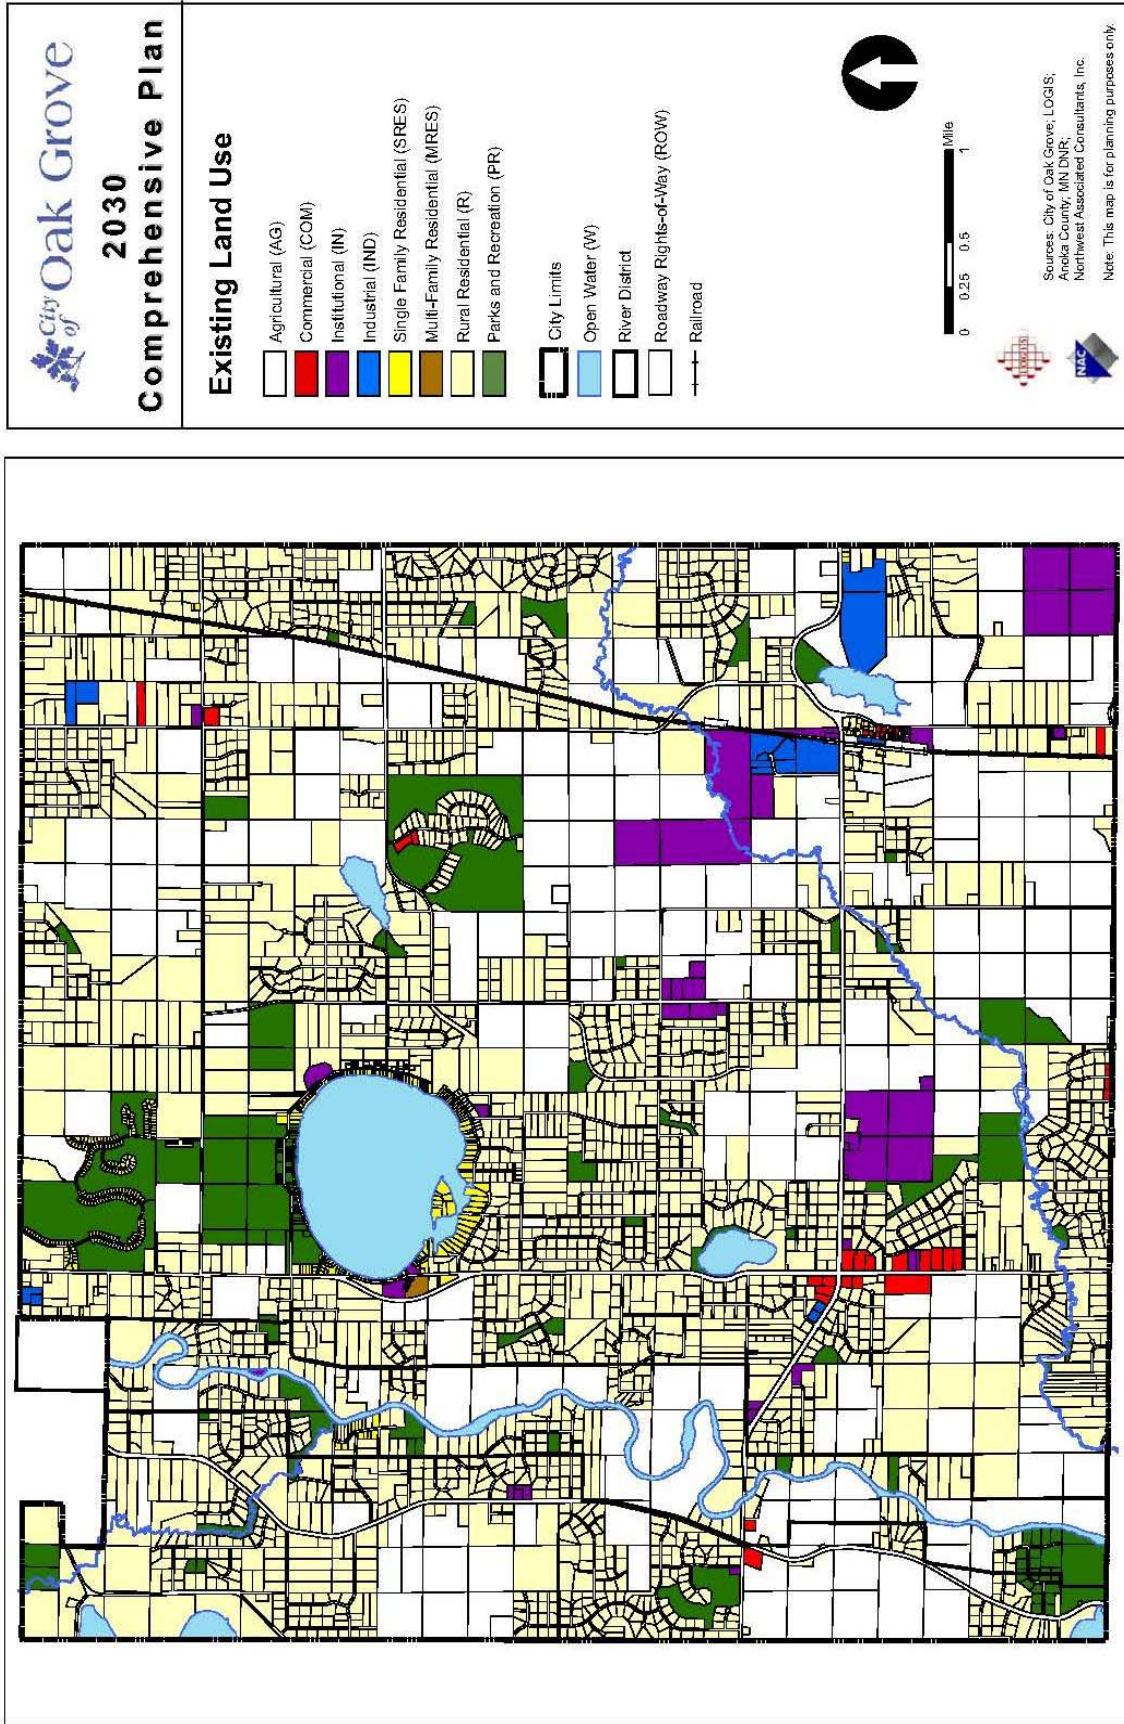 City of Oak Grove
2030
Comprehensive Plan
Existing Land Use
Agricultural (AG)
Commercial (COM)
Institutional (IN)
Industrial (IND)
Single Family Residential (SRES)
Multi-Family Residential (MRES)
Rural Residential (R)
Parks and Recreation (PR)
City Limits
Open Water (W)
River District
Roadway Rights-of-Way (ROW)
Railroad
0 0.25 0.5 1
Mile
LOGIS
NAC
Sources: City of Oak Grove; LOGIS;
Anoka County; MN DNR;
Northwest Associated Consultants, Inc.
Note: This map is for planning purposes only.